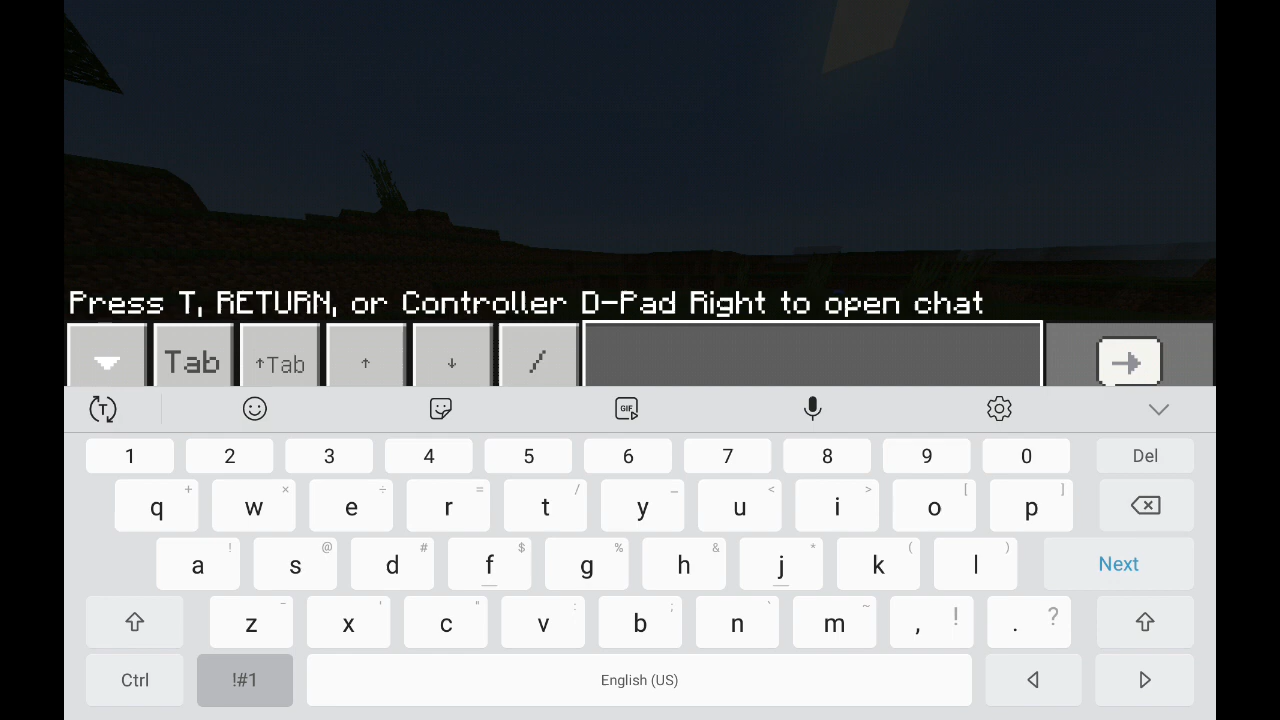 Press T, RETURN, or Controller D-Pad Right to open chat
Tab ↑Tab ↑ ↓ /
T GIF
1 2 3 4 5 6 7 8 9 0 Del
q + w × e ÷ r = t / y _ u < i > o [ p ]
a ! s @ d # f $ g % h & j * k ( l ) Next
z - x ' c " v : b ; n ` m ~ , ! . ?
Ctrl !#1 English (US)